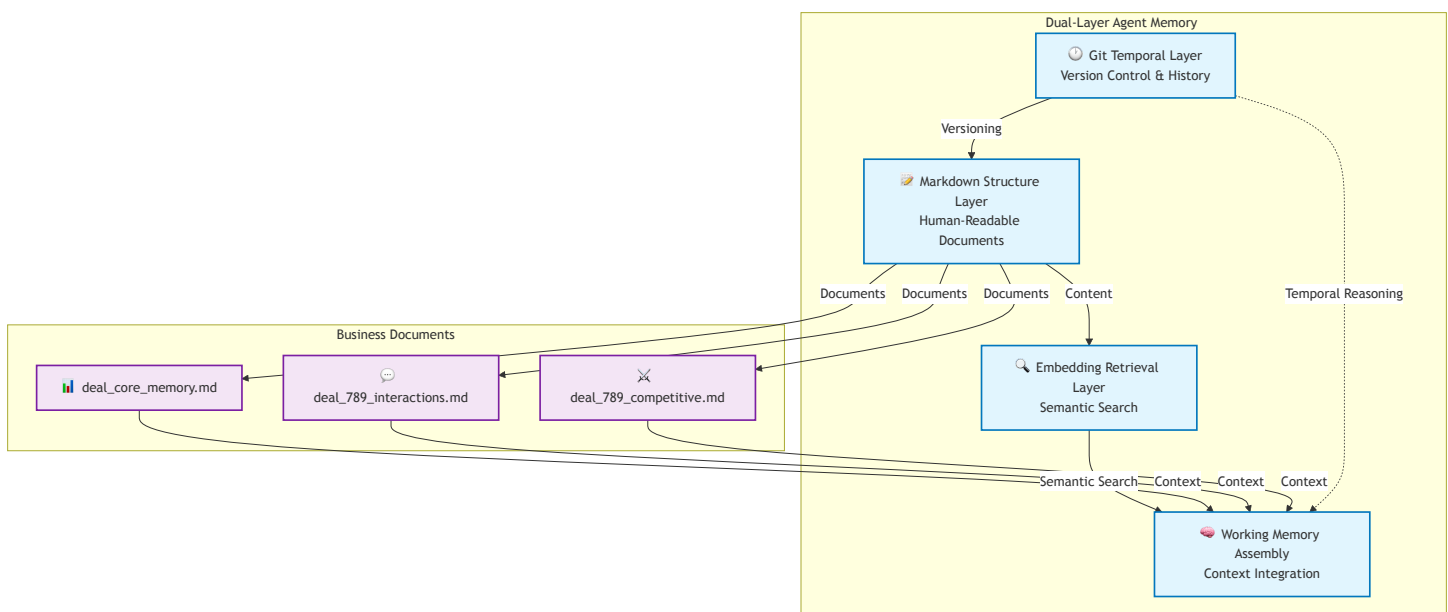 Dual-Layer Agent Memory
🕐 Git Temporal Layer
Version Control & History
Versioning
📝 Markdown Structure
Layer
Human-Readable
Documents
Documents
Documents
Documents
Content
Temporal Reasoning
Business Documents
📊 deal_core_memory.md
💬
deal_789_interactions.md
⚔️
deal_789_competitive.md
🔍 Embedding Retrieval
Layer
Semantic Search
Semantic Search
Context
Context
Context
🧠 Working Memory
Assembly
Context Integration